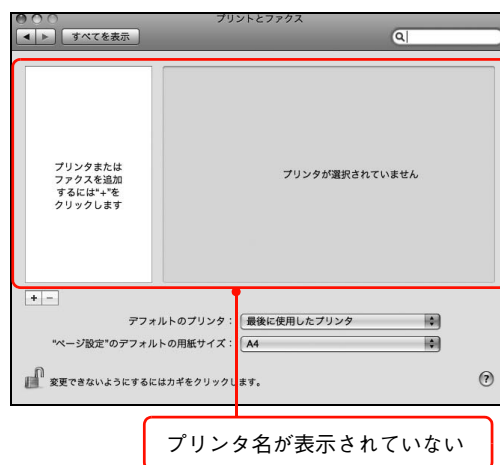 プリントとファクス
すべてを表示
プリンタまたは
ファクスを追加
するには"+"を
クリックします
プリンタが選択されていません
+ −
デフォルトのプリンタ： 最後に使用したプリンタ
"ページ設定"のデフォルトの用紙サイズ： A4
変更できないようにするにはカギをクリックします。
?
プリンタ名が表示されていない